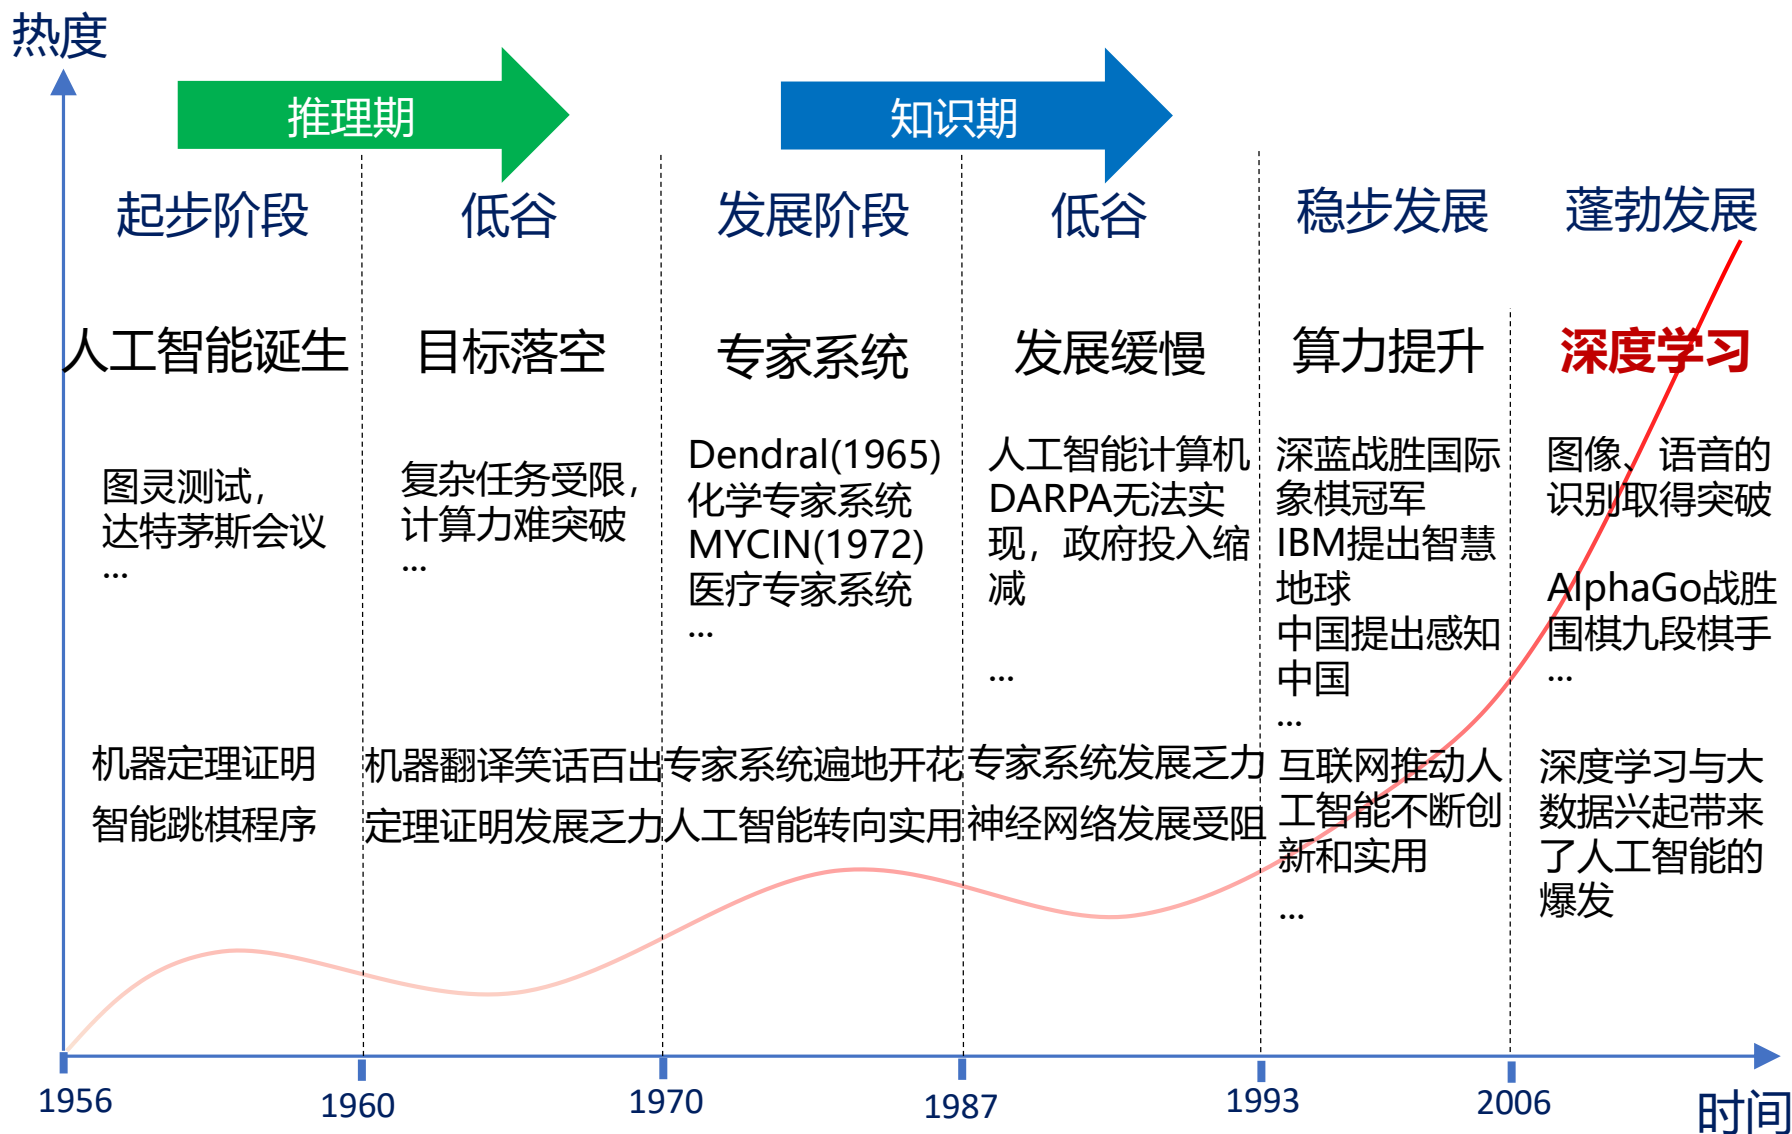 热度
推理期
知识期
起步阶段
低谷
发展阶段
低谷
稳步发展
蓬勃发展
人工智能诞生
目标落空
专家系统
发展缓慢
算力提升
深度学习
图灵测试，
达特茅斯会议
...
复杂任务受限，
计算力难突破
...
Dendral(1965)
化学专家系统
MYCIN(1972)
医疗专家系统
...
人工智能计算机
DARPA无法实
现，政府投入缩
减
...
深蓝战胜国际
象棋冠军
IBM提出智慧
地球
中国提出感知
中国
...
图像、语音的
识别取得突破
AlphaGo战胜
围棋九段棋手
...
机器定理证明
智能跳棋程序
机器翻译笑话百出
定理证明发展乏力
专家系统遍地开花
人工智能转向实用
专家系统发展乏力
神经网络发展受阻
互联网推动人
工智能不断创
新和实用
...
深度学习与大
数据兴起带来
了人工智能的
爆发
1956
1960
1970
1987
1993
2006
时间